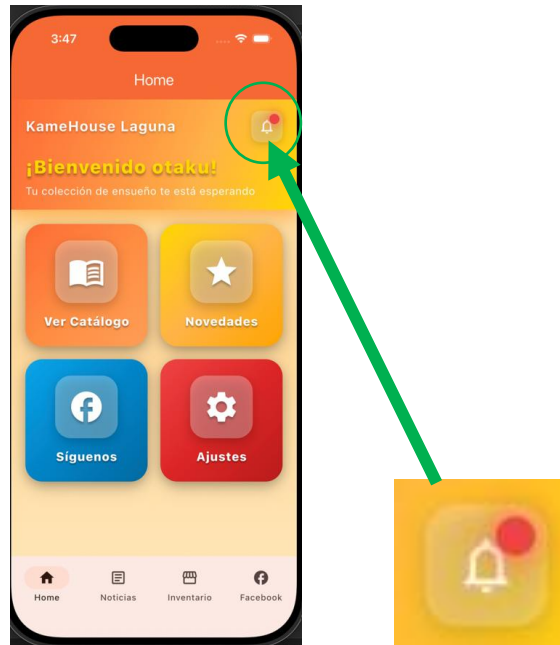 3:47
Home
KameHouse Laguna
¡Bienvenido otaku!
Tu colección de ensueño te está esperando
Ver Catálogo
Novedades
Síguenos
Ajustes
Home
Noticias
Inventario
Facebook